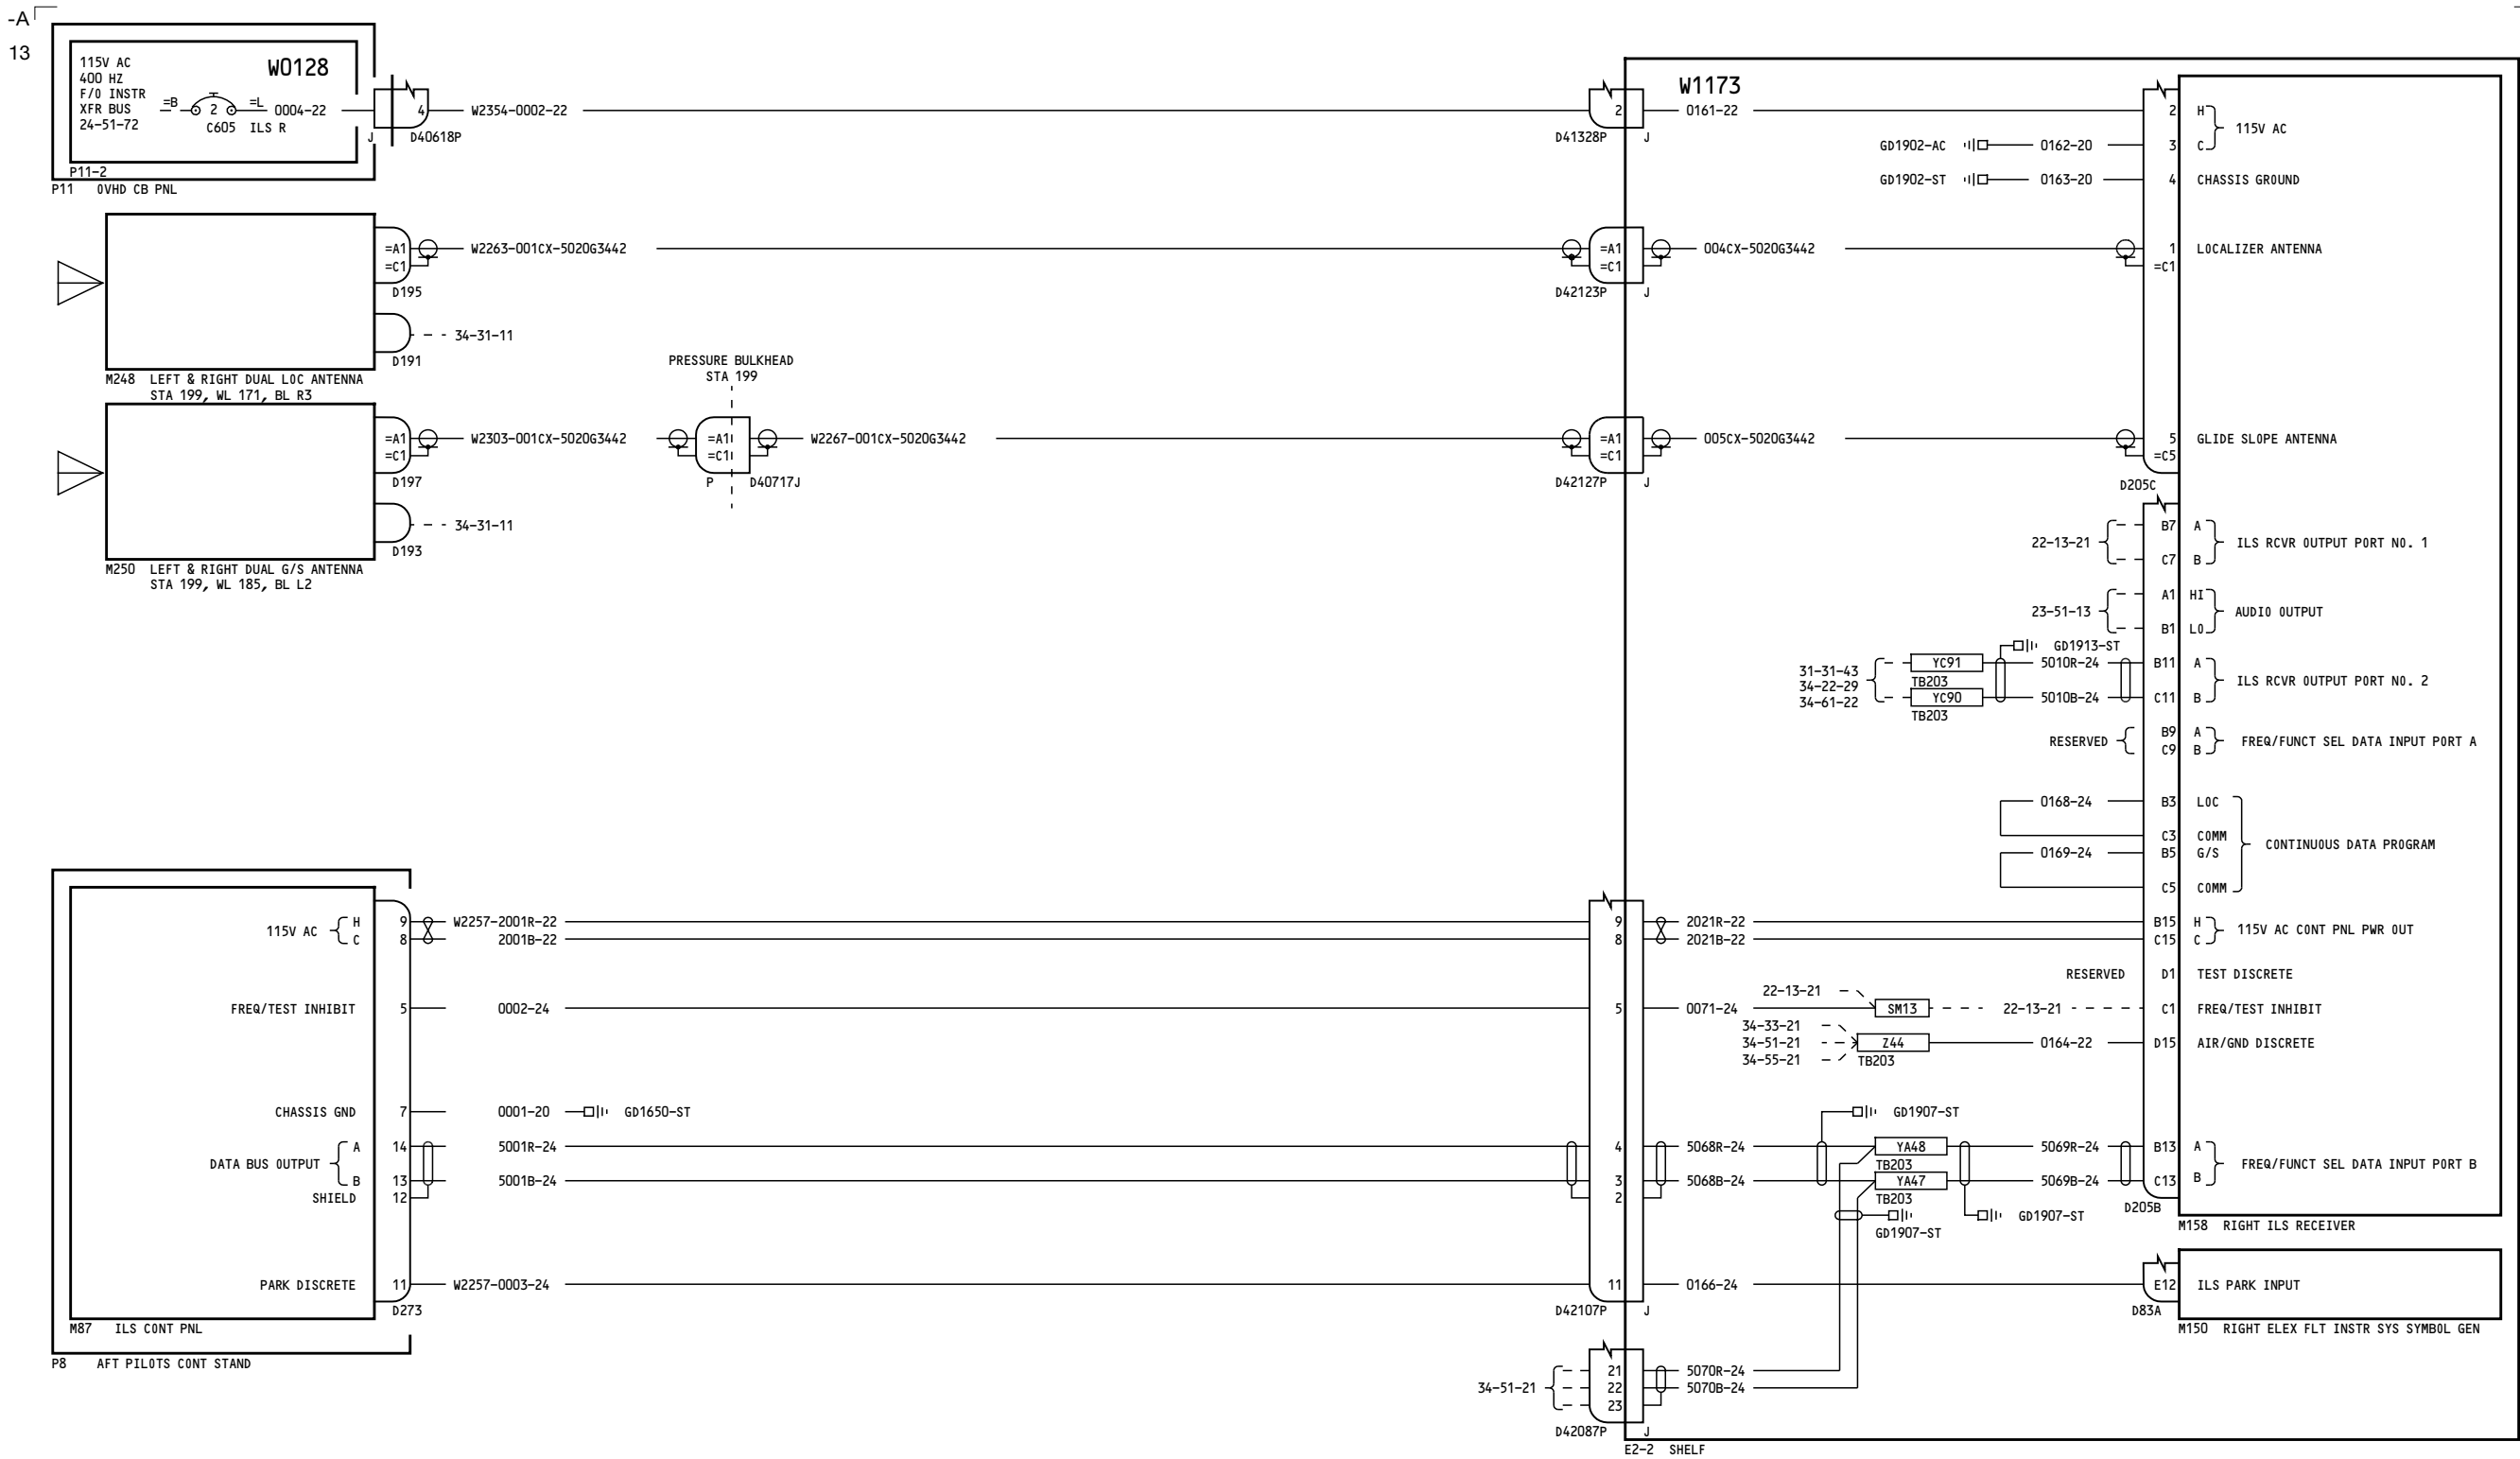 -A
13
115V AC
400 HZ
F/O INSTR
XFR BUS
24-51-72
W0128
=B
2
=L
0004-22
C605 ILS R
P11-2
P11 OVHD CB PNL
J
4
D40618P
W2354-0002-22
2
D41328P
J
W1173
0161-22
2
H
115V AC
GD1902-AC
0162-20
3
C
GD1902-ST
0163-20
4
CHASSIS GROUND
=A1
=C1
D195
W2263-001CX-5020G3442
=A1
=C1
D42123P
J
004CX-5020G3442
1
=C1
LOCALIZER ANTENNA
D191
34-31-11
M248 LEFT & RIGHT DUAL LOC ANTENNA
STA 199, WL 171, BL R3
PRESSURE BULKHEAD
STA 199
=A1
=C1
D197
W2303-001CX-5020G3442
=A1
=C1
P
D40717J
W2267-001CX-5020G3442
=A1
=C1
D42127P
J
005CX-5020G3442
5
=C5
GLIDE SLOPE ANTENNA
D205C
D193
34-31-11
M250 LEFT & RIGHT DUAL G/S ANTENNA
STA 199, WL 185, BL L2
22-13-21
B7 A
C7 B
ILS RCVR OUTPUT PORT NO. 1
23-51-13
A1 HI
B1 LO
AUDIO OUTPUT
GD1913-ST
31-31-43
34-22-29
34-61-22
YC91
TB203
YC90
TB203
5010R-24
5010B-24
B11 A
C11 B
ILS RCVR OUTPUT PORT NO. 2
RESERVED
B9 A
C9 B
FREQ/FUNCT SEL DATA INPUT PORT A
0168-24
B3 LOC
C3 COMM
0169-24
B5 G/S
C5 COMM
CONTINUOUS DATA PROGRAM
115V AC
H
C
9
8
W2257-2001R-22
2001B-22
9
8
2021R-22
2021B-22
B15 H
C15 C
115V AC CONT PNL PWR OUT
RESERVED
D1
TEST DISCRETE
FREQ/TEST INHIBIT
5
0002-24
5
0071-24
22-13-21
SM13
22-13-21
C1
FREQ/TEST INHIBIT
34-33-21
34-51-21
34-55-21
Z44
TB203
0164-22
D15
AIR/GND DISCRETE
CHASSIS GND
7
0001-20
GD1650-ST
GD1907-ST
DATA BUS OUTPUT
A
B
SHIELD
14
13
12
5001R-24
5001B-24
4
3
2
5068R-24
5068B-24
YA48
TB203
YA47
TB203
5069R-24
5069B-24
B13 A
C13 B
FREQ/FUNCT SEL DATA INPUT PORT B
D205B
GD1907-ST
GD1907-ST
M158 RIGHT ILS RECEIVER
PARK DISCRETE
11
D273
W2257-0003-24
11
D42107P
J
0166-24
E12
D83A
ILS PARK INPUT
M150 RIGHT ELEX FLT INSTR SYS SYMBOL GEN
M87 ILS CONT PNL
P8 AFT PILOTS CONT STAND
34-51-21
21
22
23
D42087P
J
5070R-24
5070B-24
E2-2 SHELF